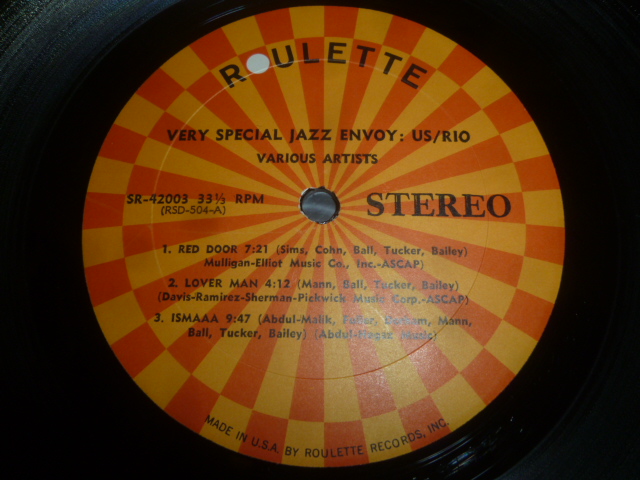 ROULETTE
VERY SPECIAL JAZZ ENVOY: US/RIO
VARIOUS ARTISTS
SR-42003 33⅓ RPM
(RSD-504-A)
STEREO
1. RED DOOR 7:21 (Sims, Cohn, Ball, Tucker, Bailey)
Mulligan-Elliot Music Co., Inc.-ASCAP)
2. LOVER MAN 4:12 (Mann, Ball, Tucker, Bailey)
(Davis-Ramirez-Sherman-Pickwick Music Corp.-ASCAP)
3. ISMAAA 9:47 (Abdul-Malik, Mann,
Ball, Tucker, Bailey) Music)
MADE IN U.S.A. BY ROULETTE RECORDS, INC.